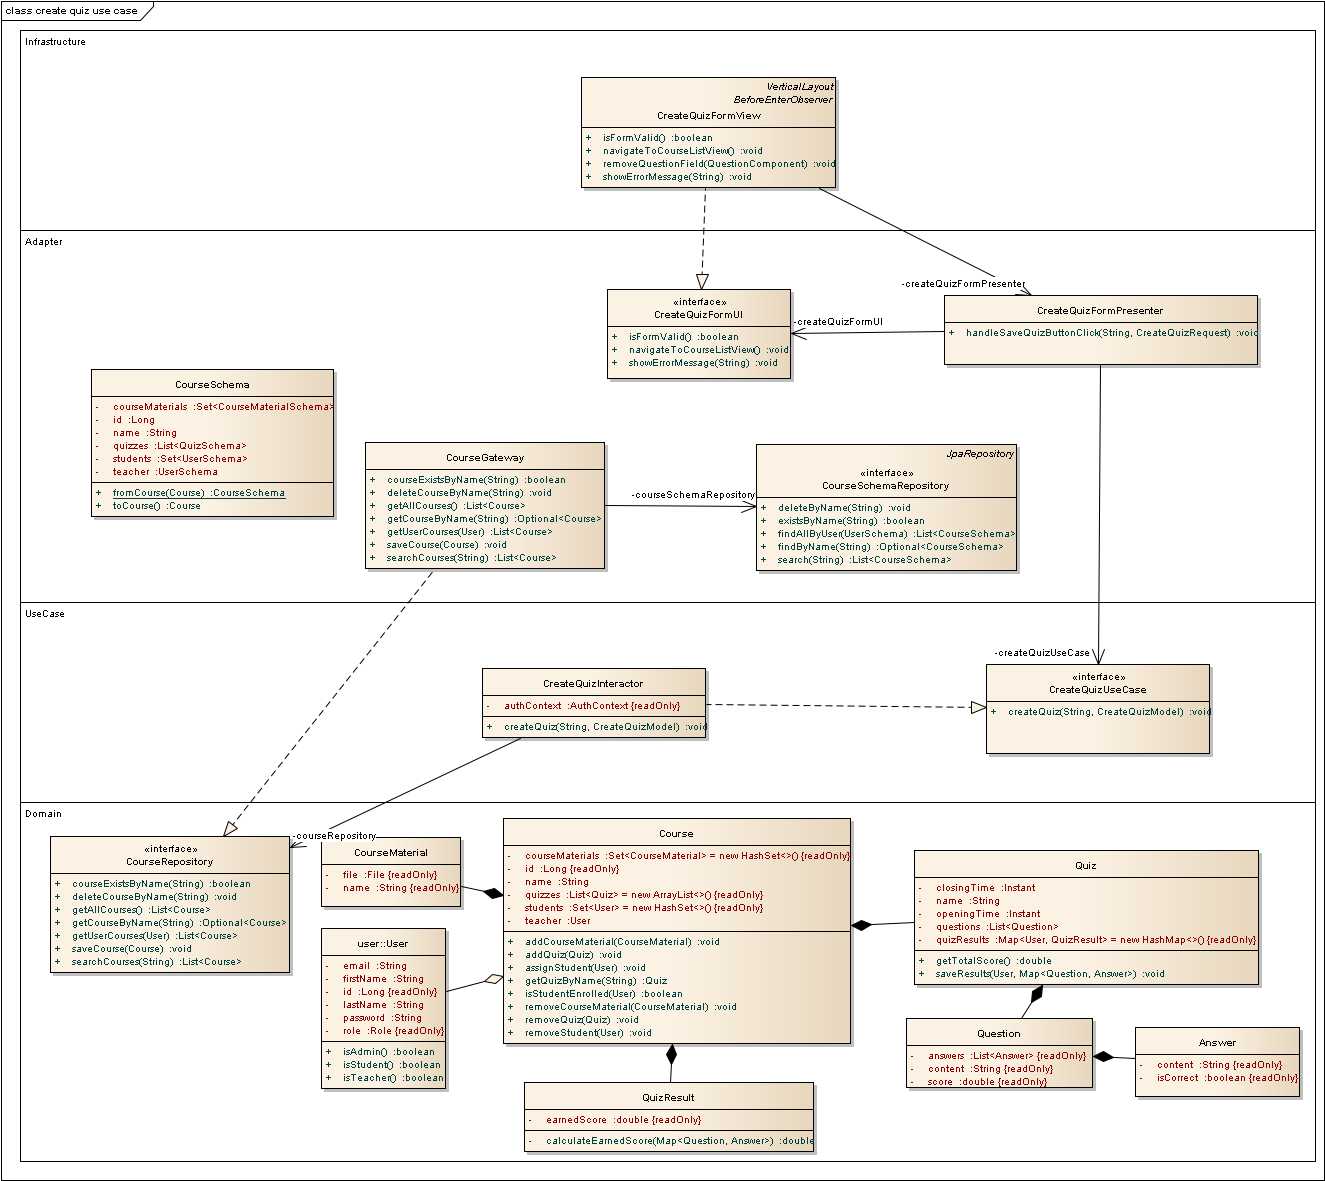 class create quiz use case
Infrastructure
VerticalLayout
BeforeEnterObserver
CreateQuizFormView
+ isFormValid() :boolean
+ navigateToCourseListView() :void
+ removeQuestionField(QuestionComponent) :void
+ showErrorMessage(String) :void
Adapter
-createQuizFormPresenter
«interface»
CreateQuizFormUI
+ isFormValid() :boolean
+ navigateToCourseListView() :void
+ showErrorMessage(String) :void
-createQuizFormUI
CreateQuizFormPresenter
+ handleSaveQuizButtonClick(String, CreateQuizRequest) :void
CourseSchema
- courseMaterials :Set<CourseMaterialSchema>
- id :Long
- name :String
- quizzes :List<QuizSchema>
- students :Set<UserSchema>
- teacher :UserSchema
+ fromCourse(Course) :CourseSchema
+ toCourse() :Course
CourseGateway
+ courseExistsByName(String) :boolean
+ deleteCourseByName(String) :void
+ getAllCourses() :List<Course>
+ getCourseByName(String) :Optional<Course>
+ getUserCourses(User) :List<Course>
+ saveCourse(Course) :void
+ searchCourses(String) :List<Course>
-courseSchemaRepository
JpaRepository
«interface»
CourseSchemaRepository
+ deleteByName(String) :void
+ existsByName(String) :boolean
+ findAllByUser(UserSchema) :List<CourseSchema>
+ findByName(String) :Optional<CourseSchema>
+ search(String) :List<CourseSchema>
UseCase
-createQuizUseCase
CreateQuizInteractor
- authContext :AuthContext {readOnly}
+ createQuiz(String, CreateQuizModel) :void
«interface»
CreateQuizUseCase
+ createQuiz(String, CreateQuizModel) :void
Domain
-courseRepository
«interface»
CourseRepository
+ courseExistsByName(String) :boolean
+ deleteCourseByName(String) :void
+ getAllCourses() :List<Course>
+ getCourseByName(String) :Optional<Course>
+ getUserCourses(User) :List<Course>
+ saveCourse(Course) :void
+ searchCourses(String) :List<Course>
CourseMaterial
- file :File {readOnly}
- name :String {readOnly}
user::User
- email :String
- firstName :String
- id :Long {readOnly}
- lastName :String
- password :String
- role :Role {readOnly}
+ isAdmin() :boolean
+ isStudent() :boolean
+ isTeacher() :boolean
Course
- courseMaterials :Set<CourseMaterial> = new HashSet<>() {readOnly}
- id :Long {readOnly}
- name :String
- quizzes :List<Quiz> = new ArrayList<>() {readOnly}
- students :Set<User> = new HashSet<>() {readOnly}
- teacher :User
+ addCourseMaterial(CourseMaterial) :void
+ addQuiz(Quiz) :void
+ assignStudent(User) :void
+ getQuizByName(String) :Quiz
+ isStudentEnrolled(User) :boolean
+ removeCourseMaterial(CourseMaterial) :void
+ removeQuiz(Quiz) :void
+ removeStudent(User) :void
Quiz
- closingTime :Instant
- name :String
- openingTime :Instant
- questions :List<Question>
- quizResults :Map<User, QuizResult> = new HashMap<>() {readOnly}
+ getTotalScore() :double
+ saveResults(User, Map<Question, Answer>) :void
Question
- answers :List<Answer> {readOnly}
- content :String {readOnly}
- score :double {readOnly}
Answer
- content :String {readOnly}
- isCorrect :boolean {readOnly}
QuizResult
- earnedScore :double {readOnly}
+ calculateEarnedScore(Map<Question, Answer>) :double